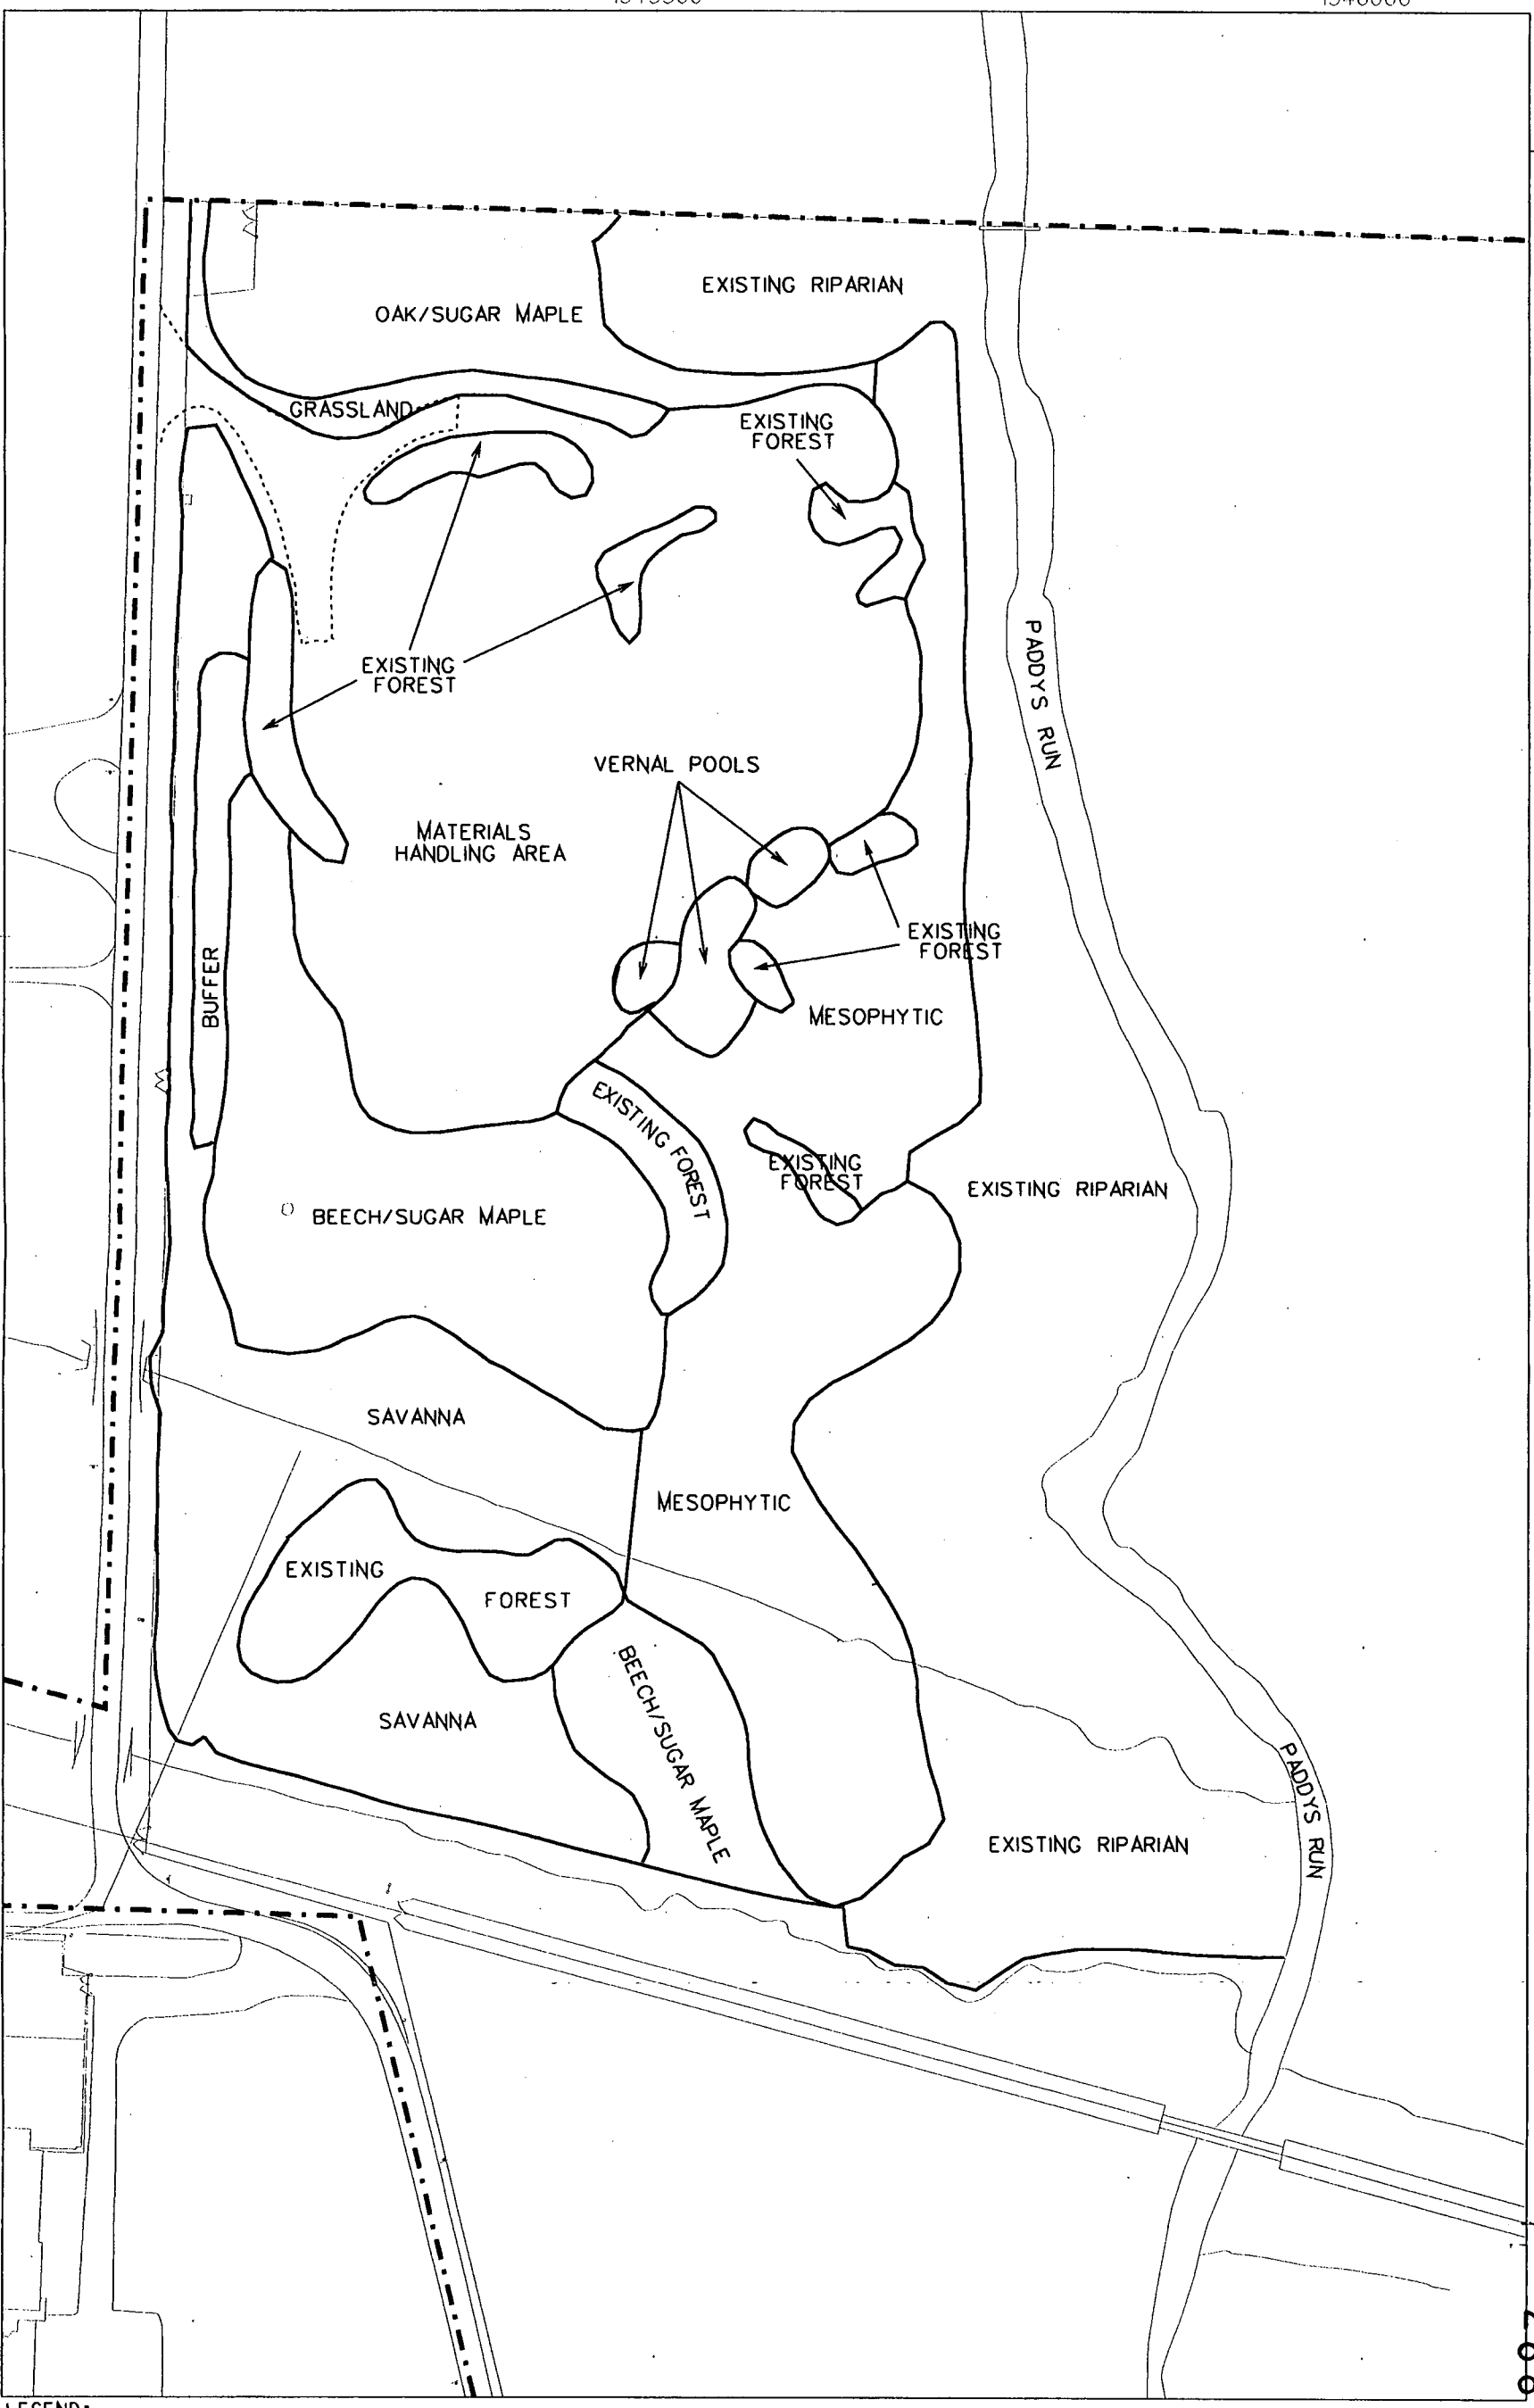 EXISTING RIPARIAN
OAK/SUGAR MAPLE
GRASSLAND
EXISTING
FOREST
PADDYS RUN
EXISTING
FOREST
VERNAL POOLS
MATERIALS
HANDLING AREA
EXISTING
FOREST
BUFFER
MESOPHYTIC
EXISTING FOREST
EXISTING
FOREST
EXISTING RIPARIAN
BEECH/SUGAR MAPLE
SAVANNA
MESOPHYTIC
EXISTING
FOREST
BEECH/SUGAR MAPLE
SAVANNA
PADDYS RUN
EXISTING RIPARIAN